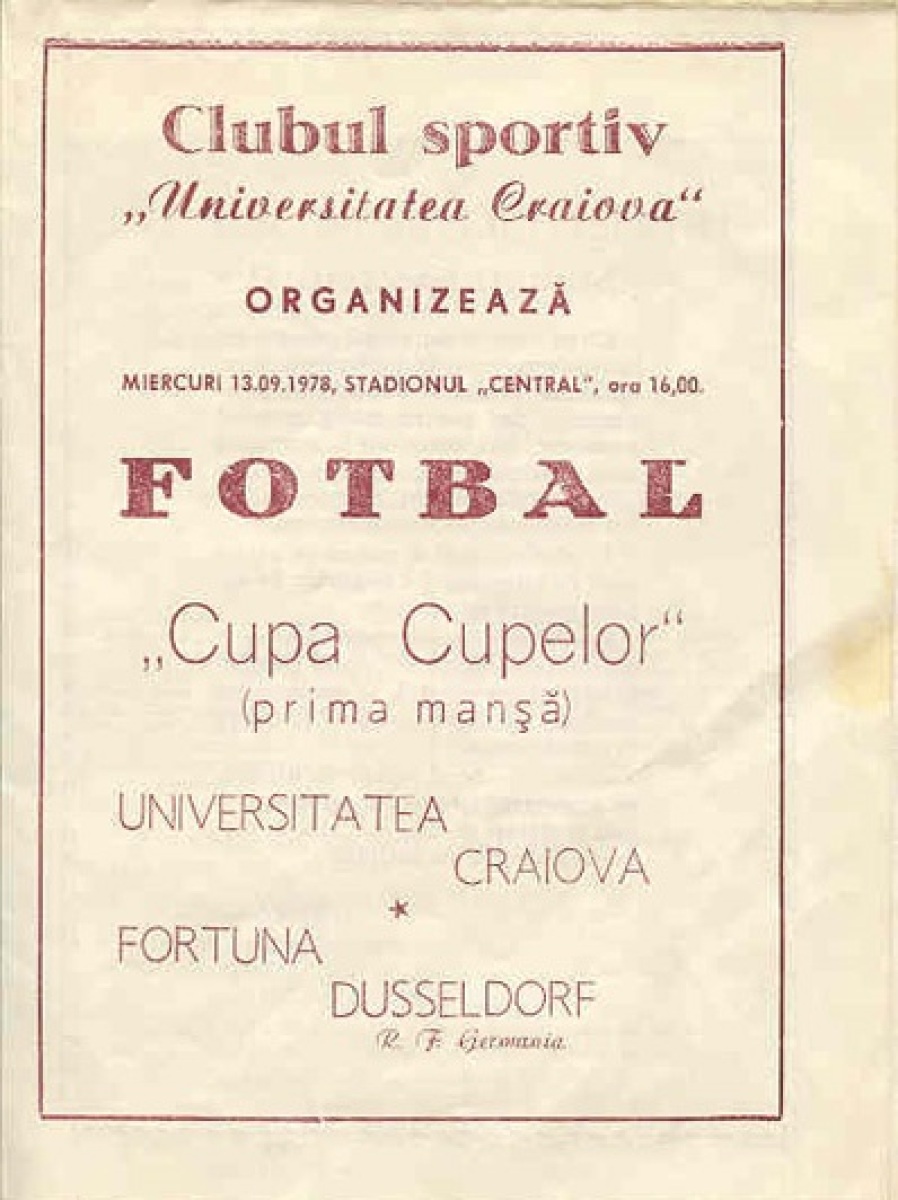 Clubul sportiv
„Universitatea Craiova“
ORGANIZEAZĂ
MIERCURI 13.09.1978, STADIONUL „CENTRAL“, ora 16,00.
FOTBAL
„Cupa Cupelor“
(prima manşă)
UNIVERSITATEA
CRAIOVA
*
FORTUNA
DUSSELDORF
R. F. Germania